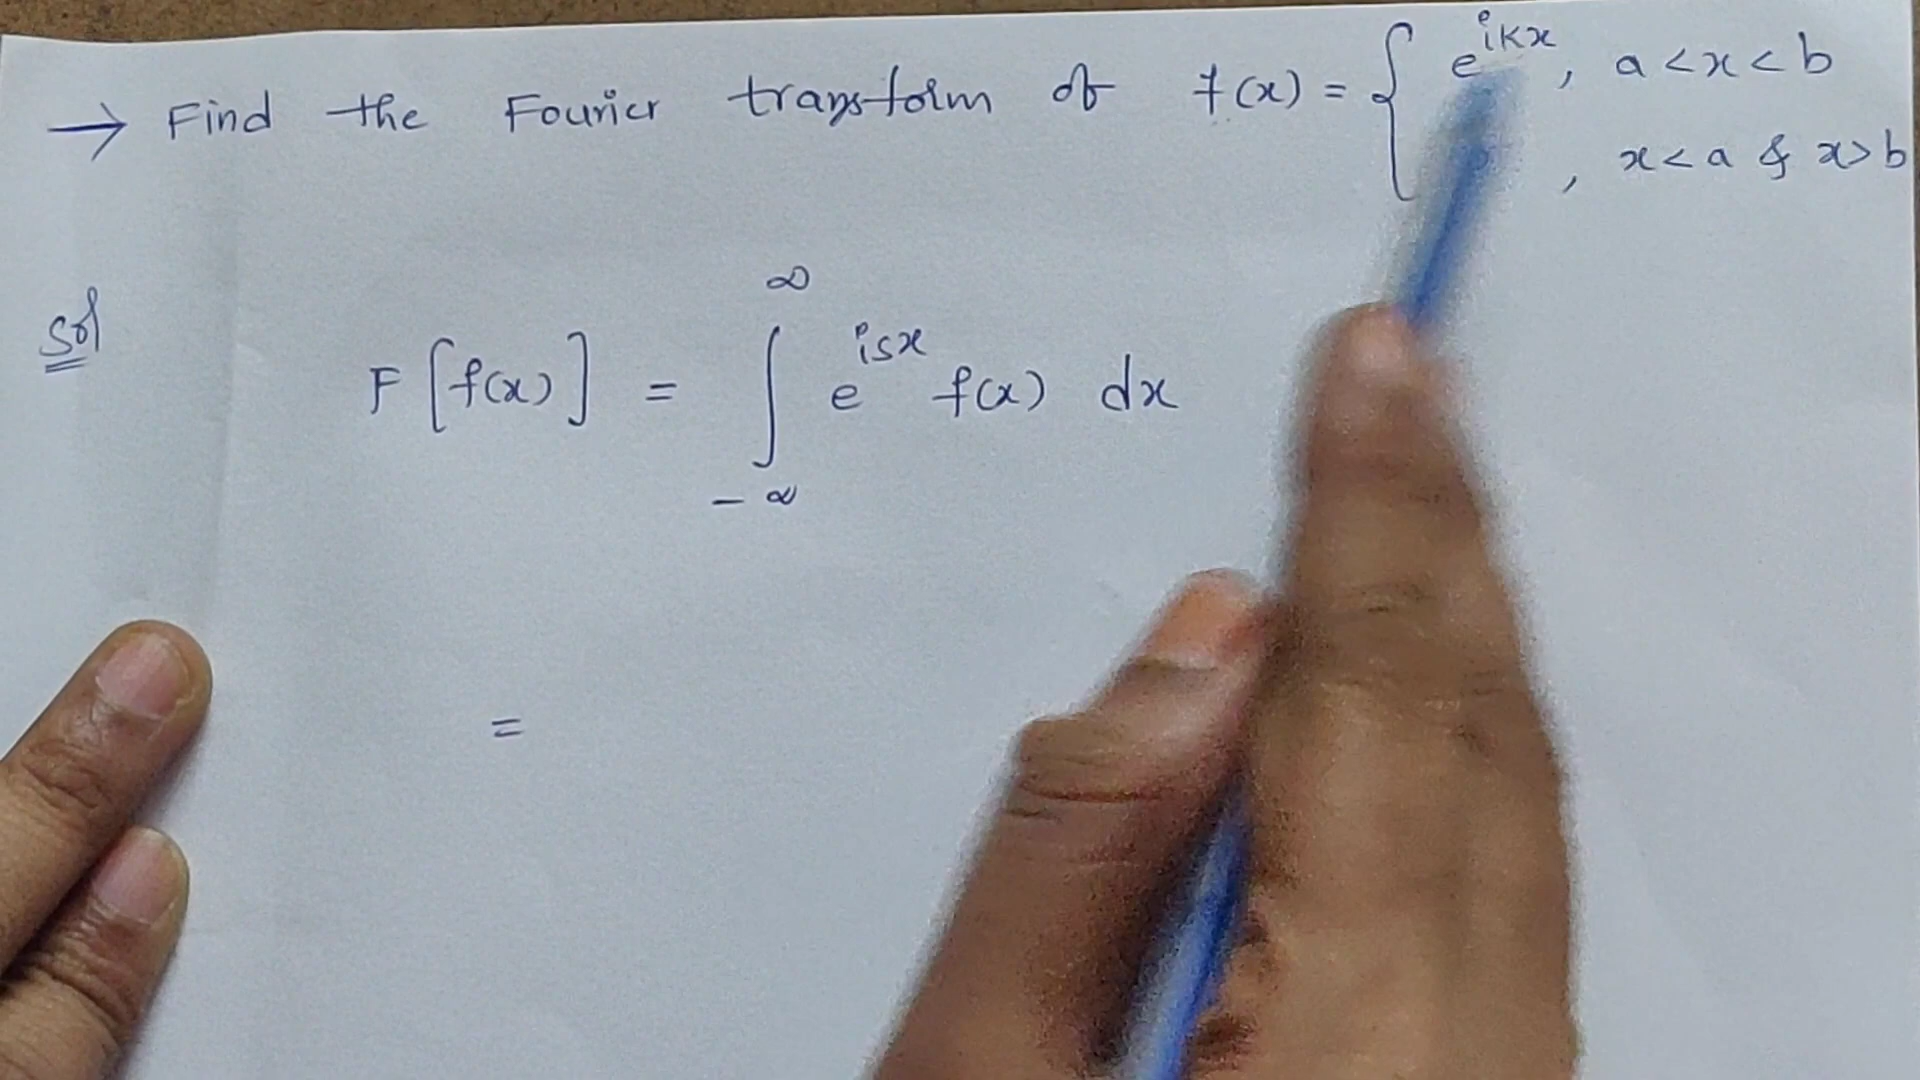 → Find the Fourier transform of f(x) = { e^{ikx}, a < x < b
, x < a & x > b
Sol
F[f(x)] = ∫_{-∞}^{∞} e^{isx} f(x) dx
=